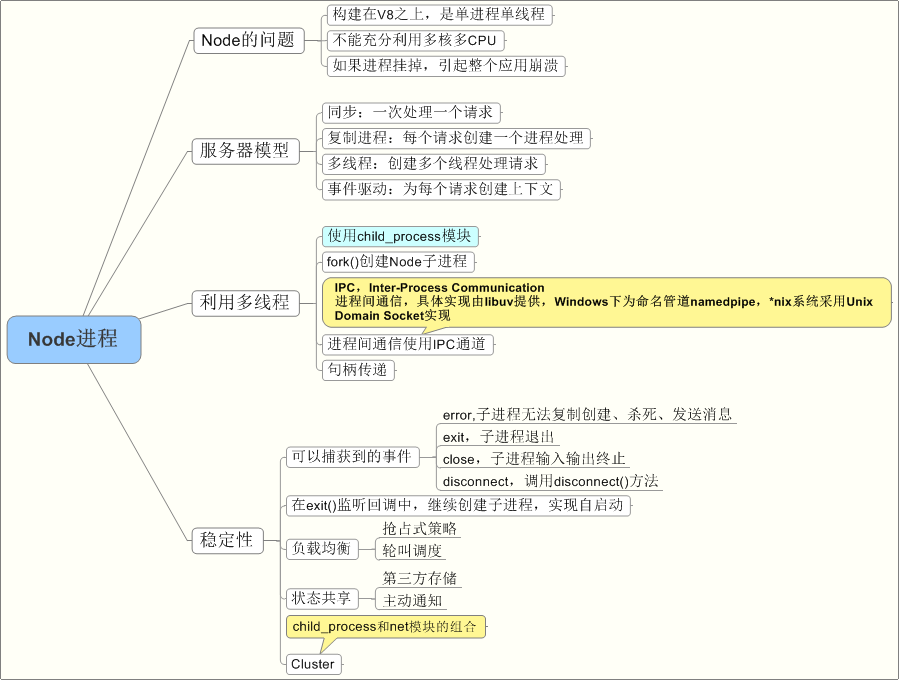 Node进程
Node的问题
构建在V8之上，是单进程单线程
不能充分利用多核多CPU
如果进程挂掉，引起整个应用崩溃
服务器模型
同步：一次处理一个请求
复制进程：每个请求创建一个进程处理
多线程：创建多个线程处理请求
事件驱动：为每个请求创建上下文
利用多线程
使用child_process模块
fork()创建Node子进程
IPC，Inter-Process Communication
进程间通信，具体实现由libuv提供，Windows下为命名管道namedpipe，*nix系统采用Unix
Domain Socket实现
进程间通信使用IPC通道
句柄传递
稳定性
可以捕获到的事件
error,子进程无法复制创建、杀死、发送消息
exit，子进程退出
close，子进程输入输出终止
disconnect，调用disconnect()方法
在exit()监听回调中，继续创建子进程，实现自启动
负载均衡
抢占式策略
轮叫调度
状态共享
第三方存储
主动通知
child_process和net模块的组合
Cluster